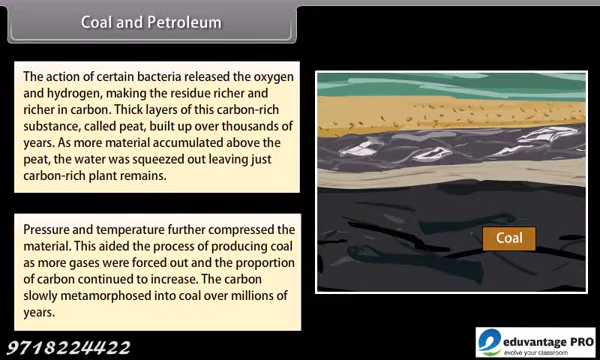 Coal and Petroleum
The action of certain bacteria released the oxygen
and hydrogen, making the residue richer and
richer in carbon. Thick layers of this carbon-rich
substance, called peat, built up over thousands of
years. As more material accumulated above the
peat, the water was squeezed out leaving just
carbon-rich plant remains.
Pressure and temperature further compressed the
material. This aided the process of producing coal
as more gases were forced out and the proportion
of carbon continued to increase. The carbon
slowly metamorphosed into coal over millions of
years.
Coal
9718224422
eduvantage PRO
evolve your classroom